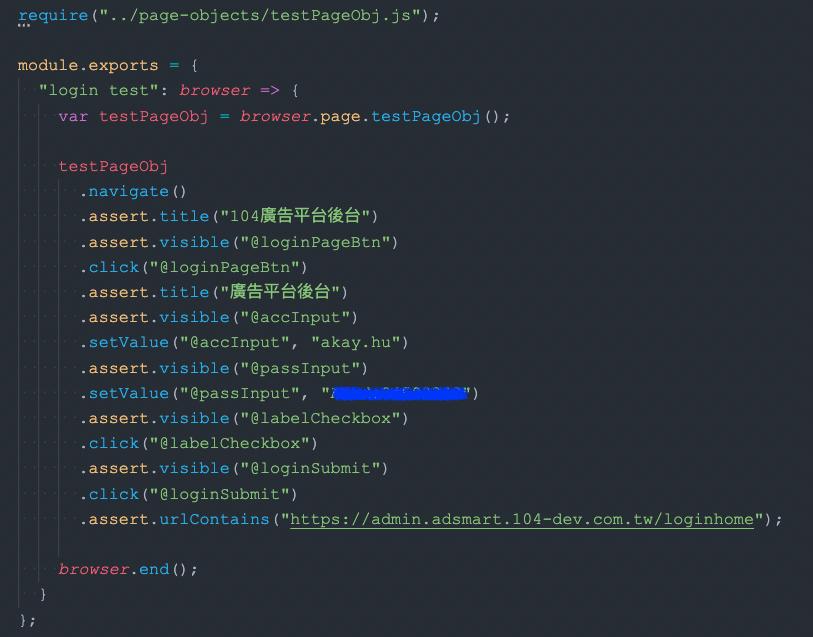 require("../page-objects/testPageObj.js");
module.exports = {
"login test": browser => {
var testPageObj = browser.page.testPageObj();
testPageObj
.navigate()
.assert.title("104廣告平台後台")
.assert.visible("@loginPageBtn")
.click("@loginPageBtn")
.assert.title("廣告平台後台")
.assert.visible("@accInput")
.setValue("@accInput", "akay.hu")
.assert.visible("@passInput")
.setValue("@passInput", "")
.assert.visible("@labelCheckbox")
.click("@labelCheckbox")
.assert.visible("@loginSubmit")
.click("@loginSubmit")
.assert.urlContains("https://admin.adsmart.104-dev.com.tw/loginhome");
browser.end();
}
};